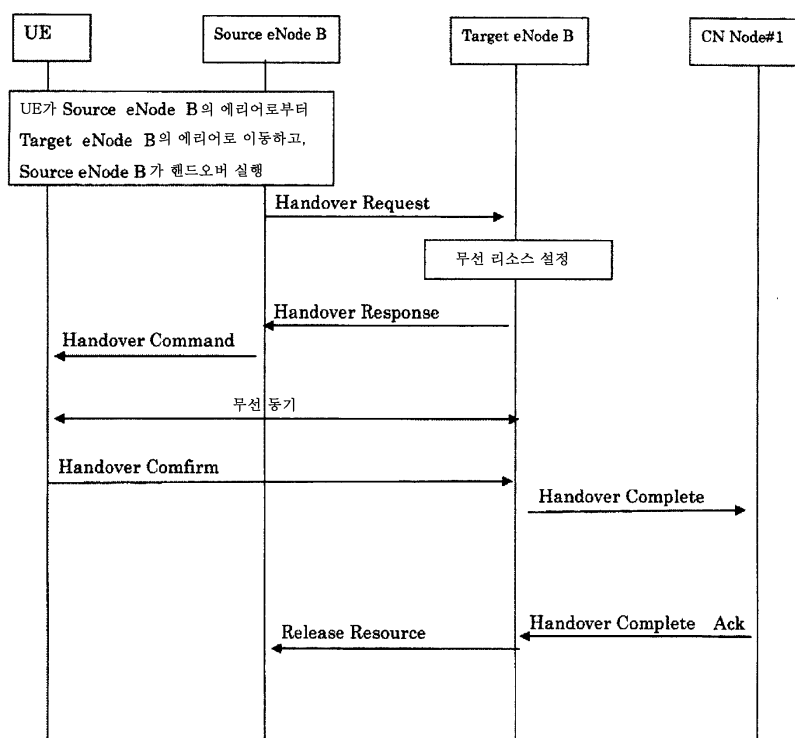 UE
Source eNode B
Target eNode B
CN Node#1
UE가 Source eNode B의 에리어로부터
Target eNode B의 에리어로 이동하고,
Source eNode B가 핸드오버 실행
Handover Request
무선 리소스 설정
Handover Response
Handover Command
무선 동기
Handover Comfirm
Handover Complete
Handover Complete Ack
Release Resource